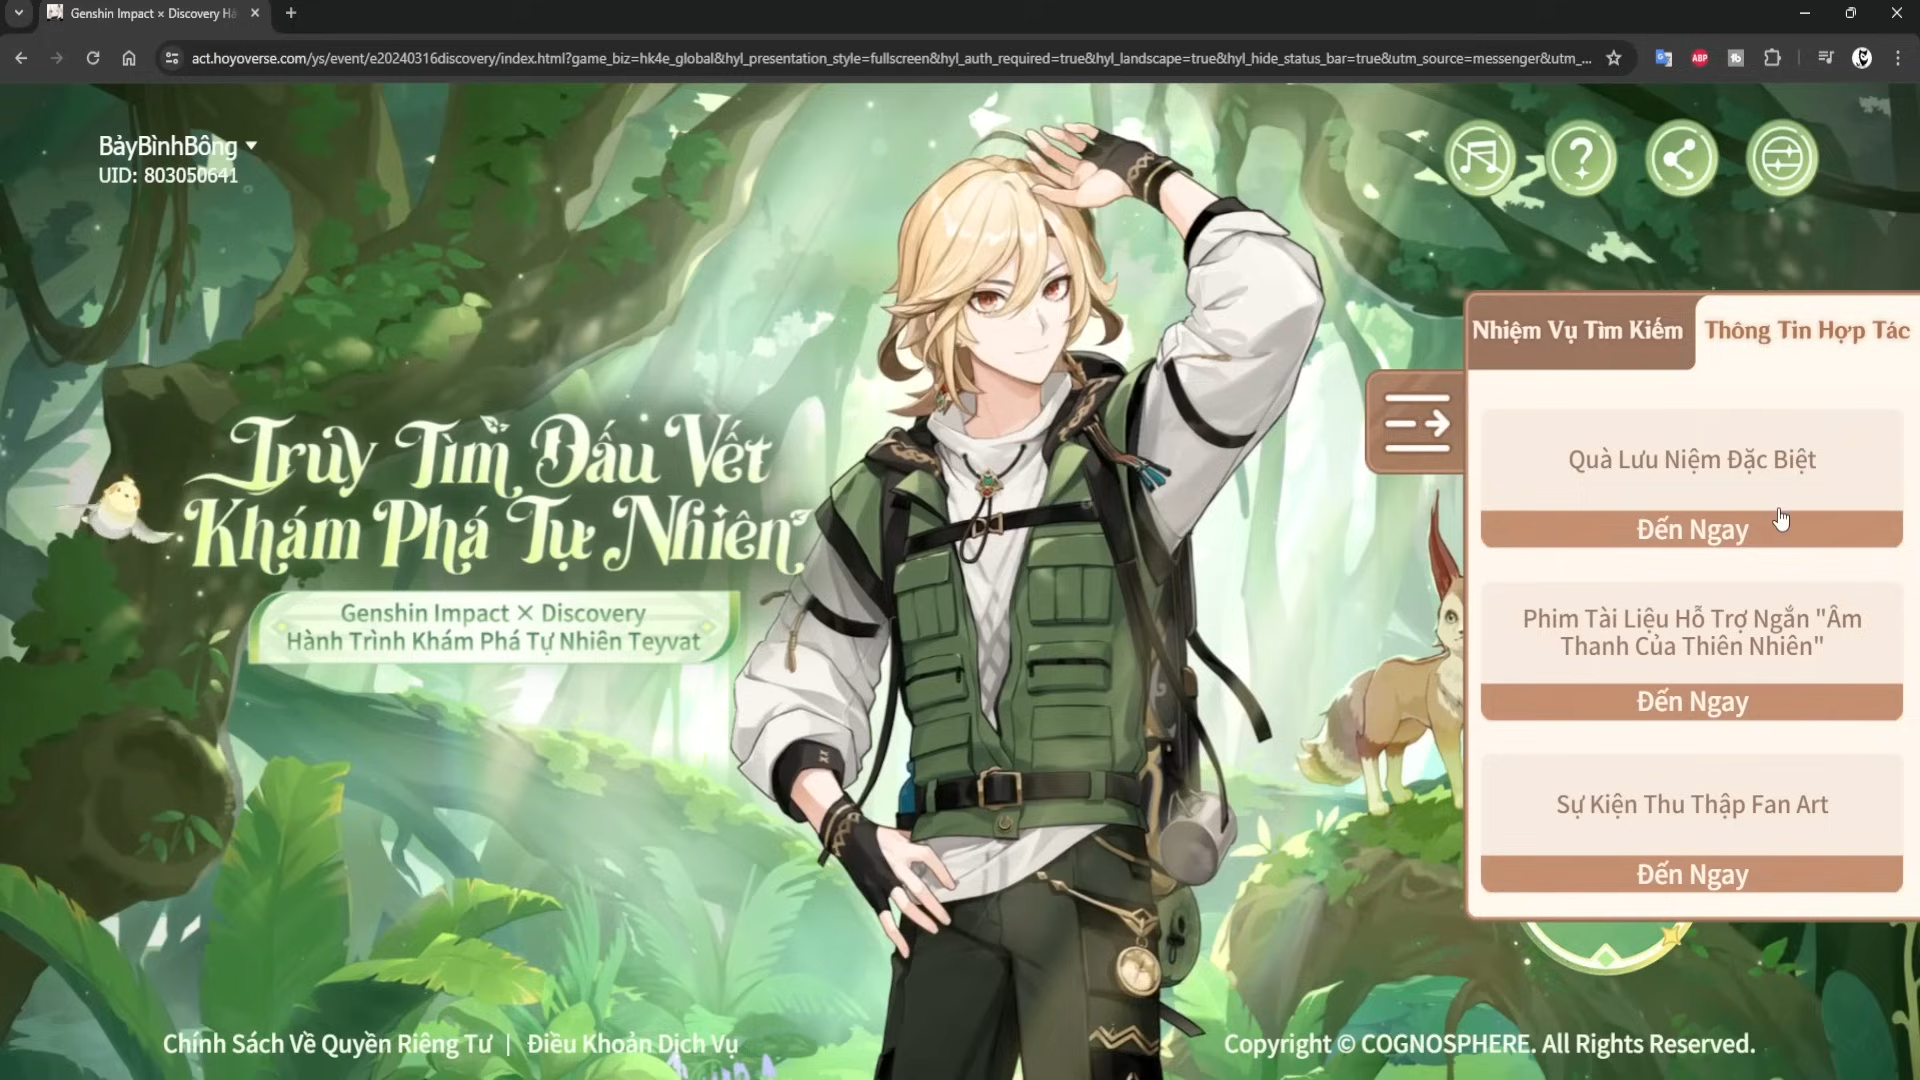 Genshin Impact × Discovery Hà
act.hoyoverse.com/ys/event/e20240316discovery/index.html?game_biz=hk4e_global&hyl_presentation_style=fullscreen&hyl_auth_required=true&hyl_landscape=true&hyl_hide_status_bar=true&utm_source=messenger&utm_...
ABP
BảyBìnhBông
UID: 803050641
Nhiệm Vụ Tìm Kiếm
Thông Tin Hợp Tác
Truy Tìm Dấu Vết
Khám Phá Tự Nhiên
Genshin Impact × Discovery
Hành Trình Khám Phá Tự Nhiên Teyvat
Quà Lưu Niệm Đặc Biệt
Đến Ngay
Phim Tài Liệu Hỗ Trợ Ngắn "Âm
Thanh Của Thiên Nhiên"
Đến Ngay
Sự Kiện Thu Thập Fan Art
Đến Ngay
Chính Sách Về Quyền Riêng Tư | Điều Khoản Dịch Vụ
Copyright © COGNOSPHERE. All Rights Reserved.